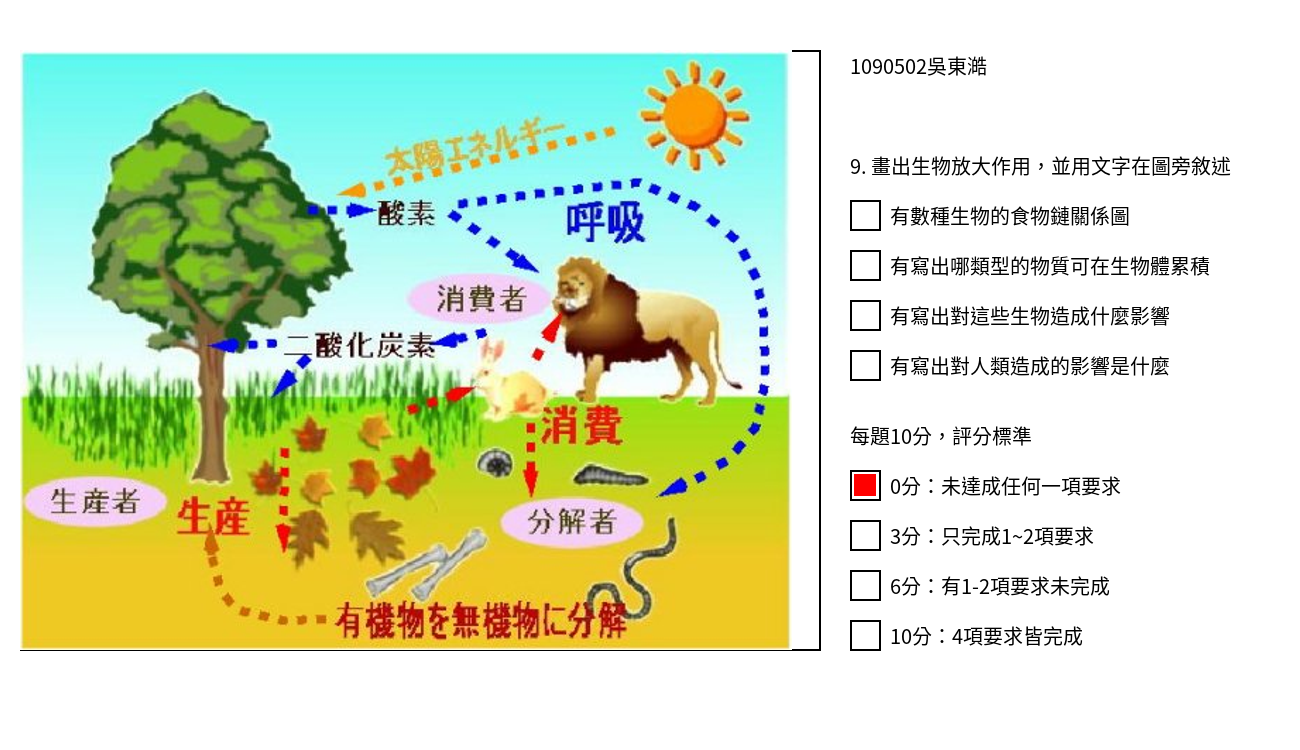 太陽エネルギー
酸素
呼吸
消費者
二酸化炭素
消費
生産者
生産
分解者
有機物を無機物に分解
1090502吳東澔
9. 畫出生物放大作用，並用文字在圖旁敘述
有數種生物的食物鏈關係圖
有寫出哪類型的物質可在生物體累積
有寫出對這些生物造成什麼影響
有寫出對人類造成的影響是什麼
每題10分，評分標準
0分：未達成任何一項要求
3分：只完成1~2項要求
6分：有1-2項要求未完成
10分：4項要求皆完成